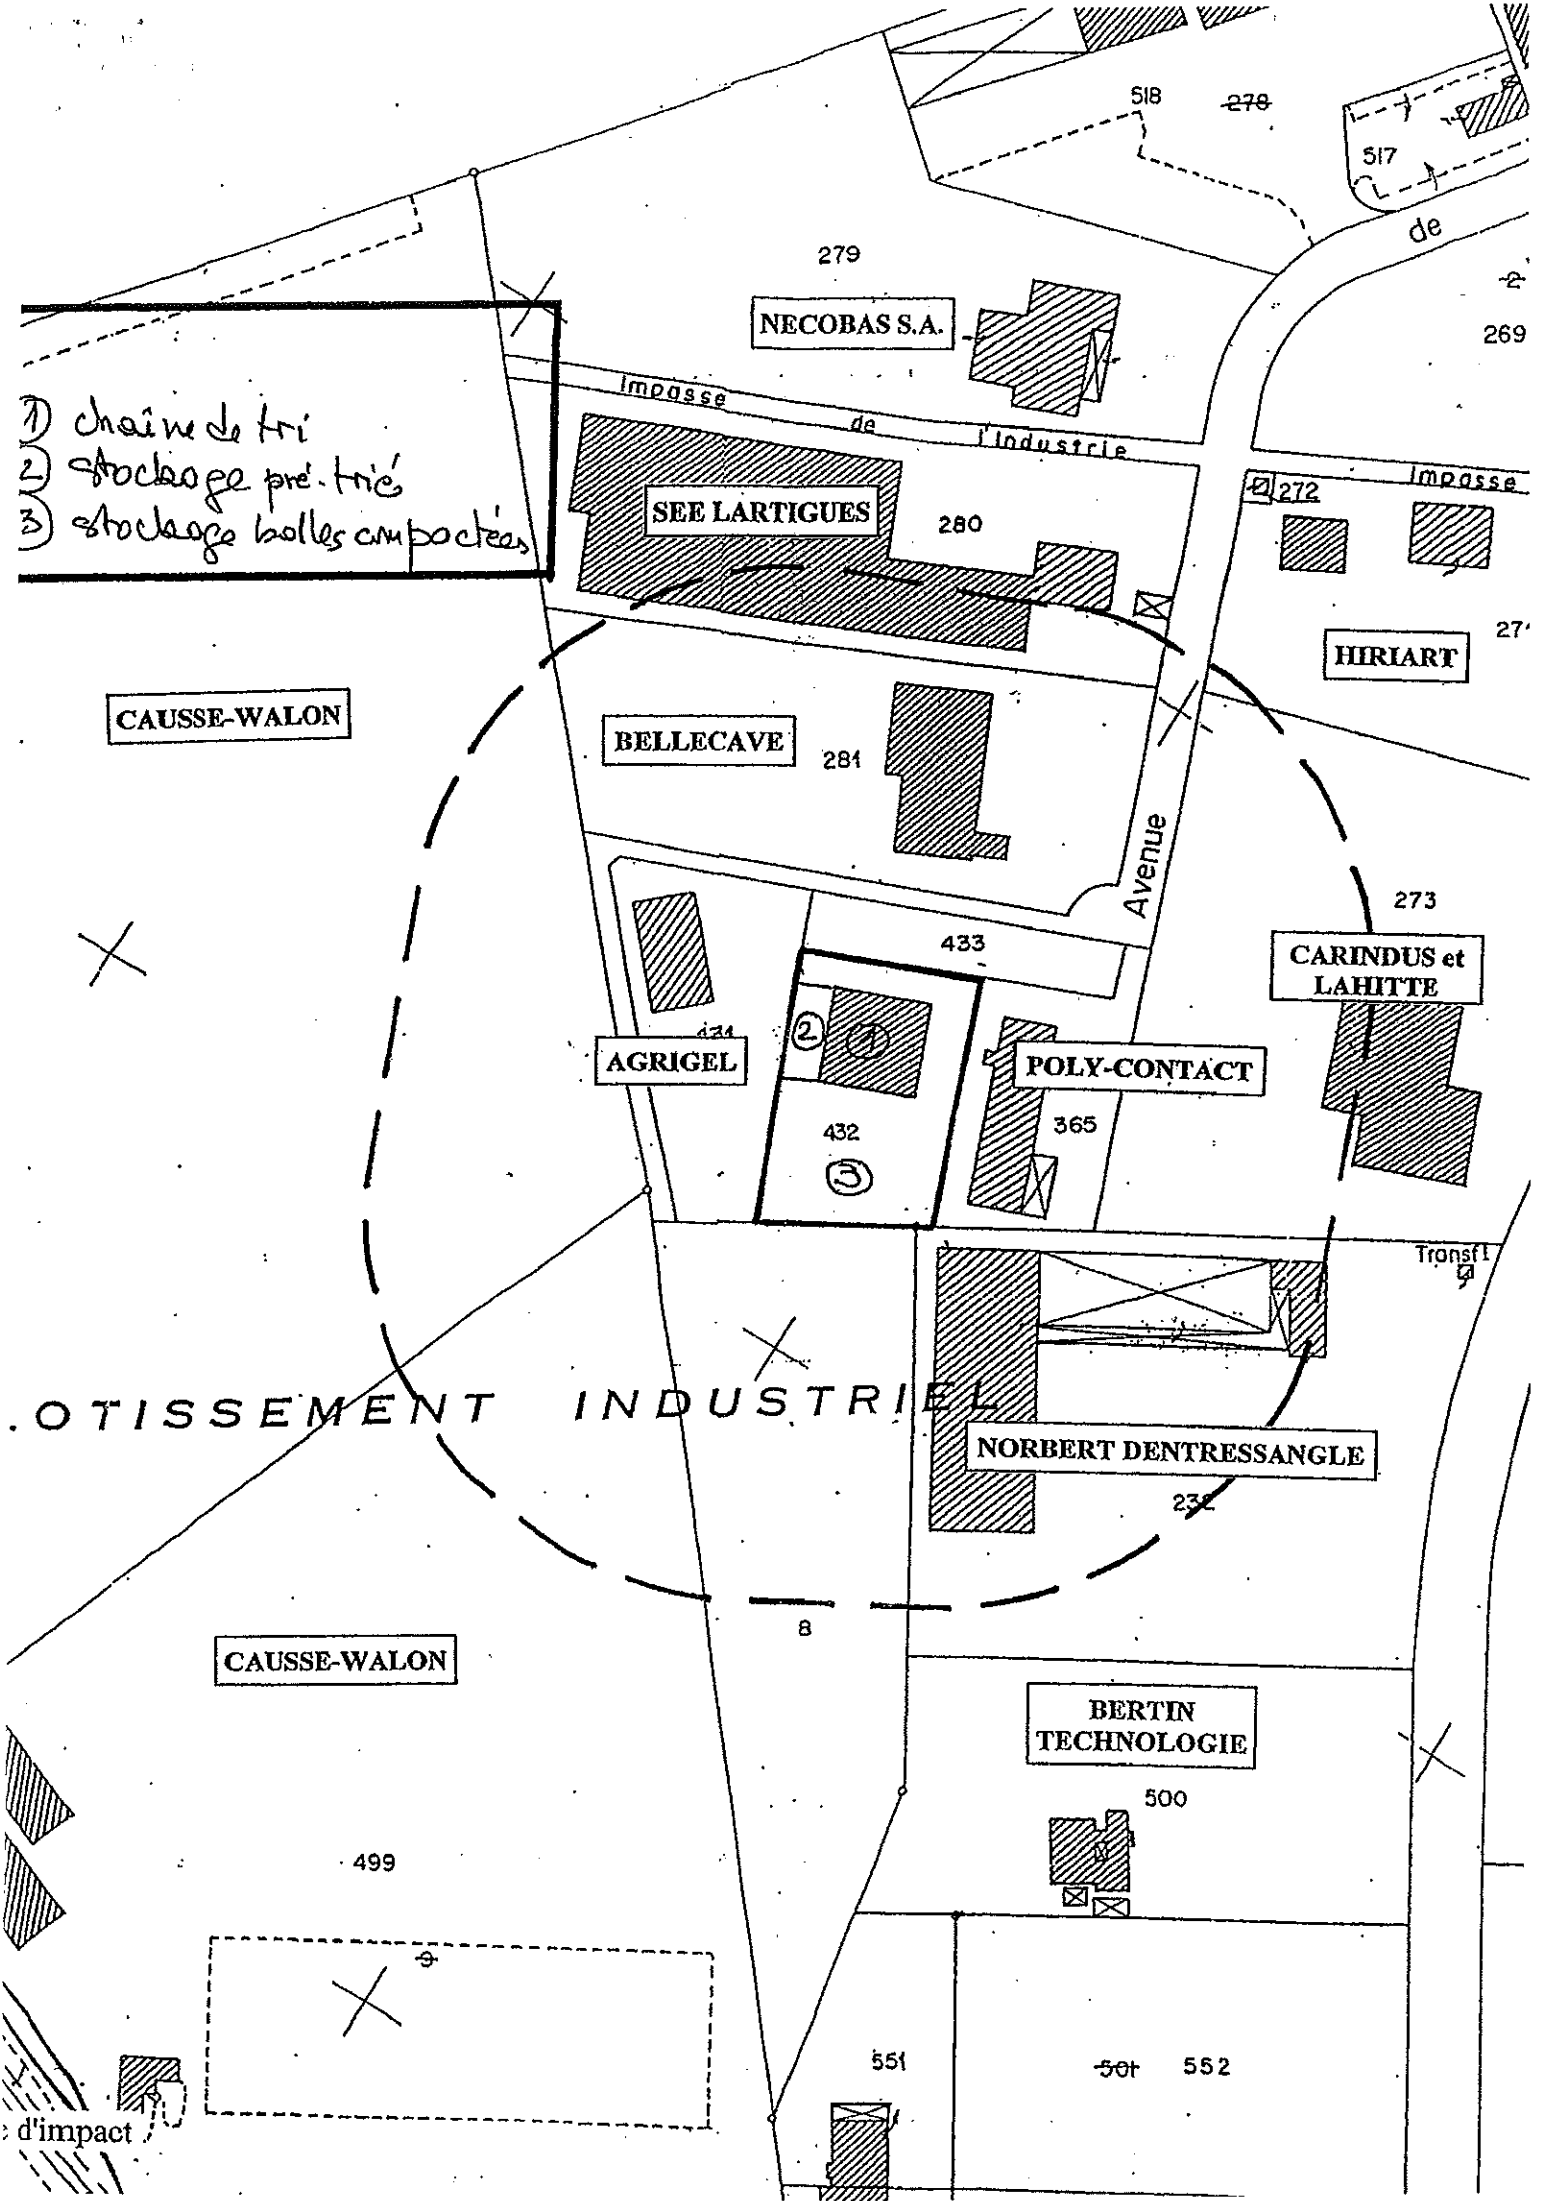 518
278
517
de
279
2
269
NECOBAS S.A.
Impasse de l'Industrie
Impasse
1) chaîne de tri
2) stockage pré-trié
3) stockage balles compactées
SEE LARTIGUES
280
272
HIRIART
CAUSSE-WALON
BELLECAVE
281
Avenue
273
433
CARINDUS et
LAHITTE
2
1
AGRIGEL
POLY-CONTACT
432
365
3
Transft
.OTISSEMENT INDUSTRIEL
NORBERT DENTRESSANGLE
232
8
CAUSSE-WALON
BERTIN
TECHNOLOGIE
500
499
9
551
501
552
d'impact